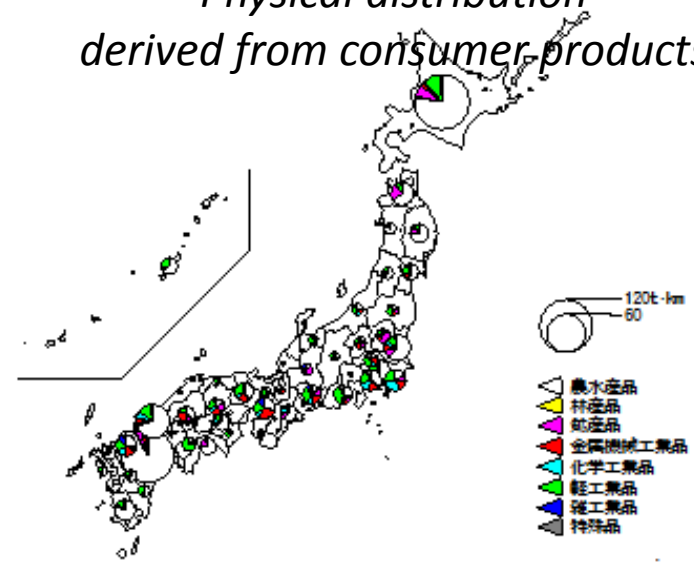 Physical distribution
derived from consumer products
120t-km
60
農水産品
林産品
鉱産品
金属機械工業品
化学工業品
軽工業品
雑工業品
特殊品